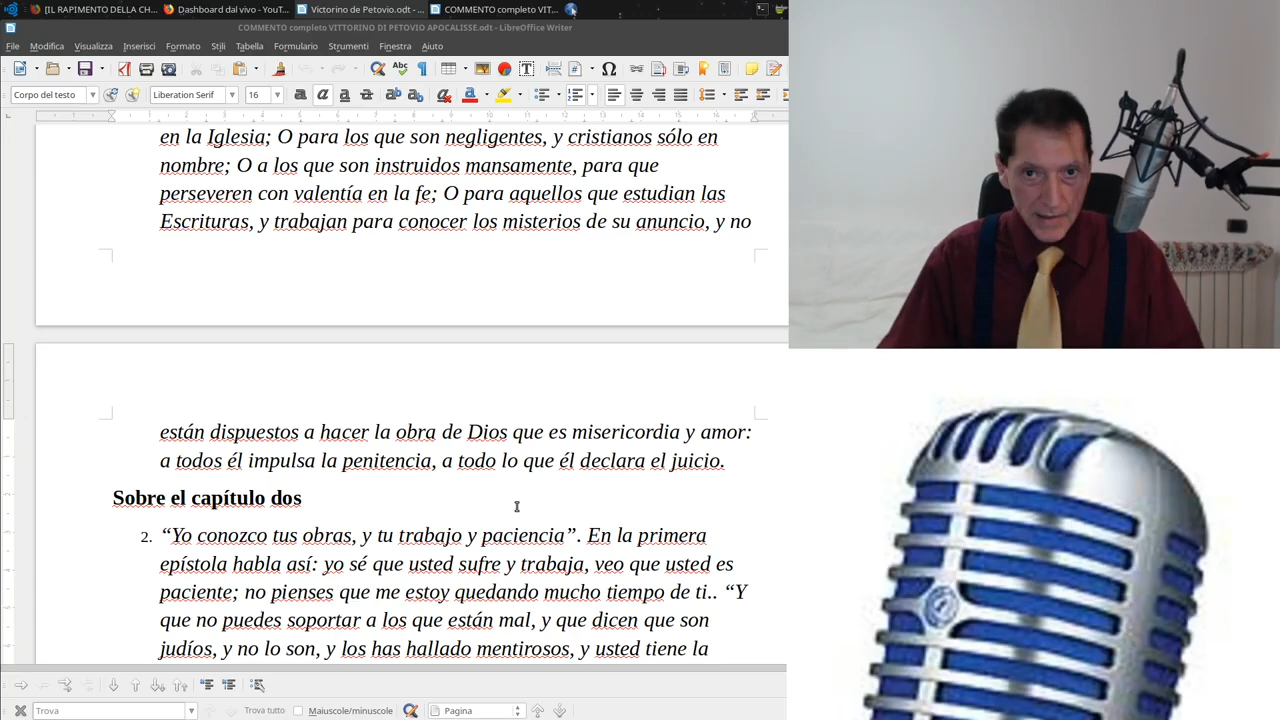 [IL RAPIMENTO DELLA CH…
Dashboard dal vivo - YouT…
Victorino de Petovio.odt - …
COMMENTO completo VIT…
COMMENTO completo VITTORINO DI PETOVIO APOCALISSE.odt - LibreOffice Writer
File Modifica Visualizza Inserisci Formato Stili Tabella Formulario Strumenti Finestra Aiuto
Corpo del testo Liberation Serif 16
en la Iglesia; O para los que son negligentes, y cristianos sólo en
nombre; O a los que son instruidos mansamente, para que
perseveren con valentía en la fe; O para aquellos que estudian las
Escrituras, y trabajan para conocer los misterios de su anuncio, y no
están dispuestos a hacer la obra de Dios que es misericordia y amor:
a todos él impulsa la penitencia, a todo lo que él declara el juicio.
Sobre el capítulo dos
2. “Yo conozco tus obras, y tu trabajo y paciencia”. En la primera
epístola habla así: yo sé que usted sufre y trabaja, veo que usted es
paciente; no pienses que me estoy quedando mucho tiempo de ti.. “Y
que no puedes soportar a los que están mal, y que dicen que son
judíos, y no lo son, y los has hallado mentirosos, y usted tiene la
Trova Trova tutto Maiuscole/minuscole Pagina